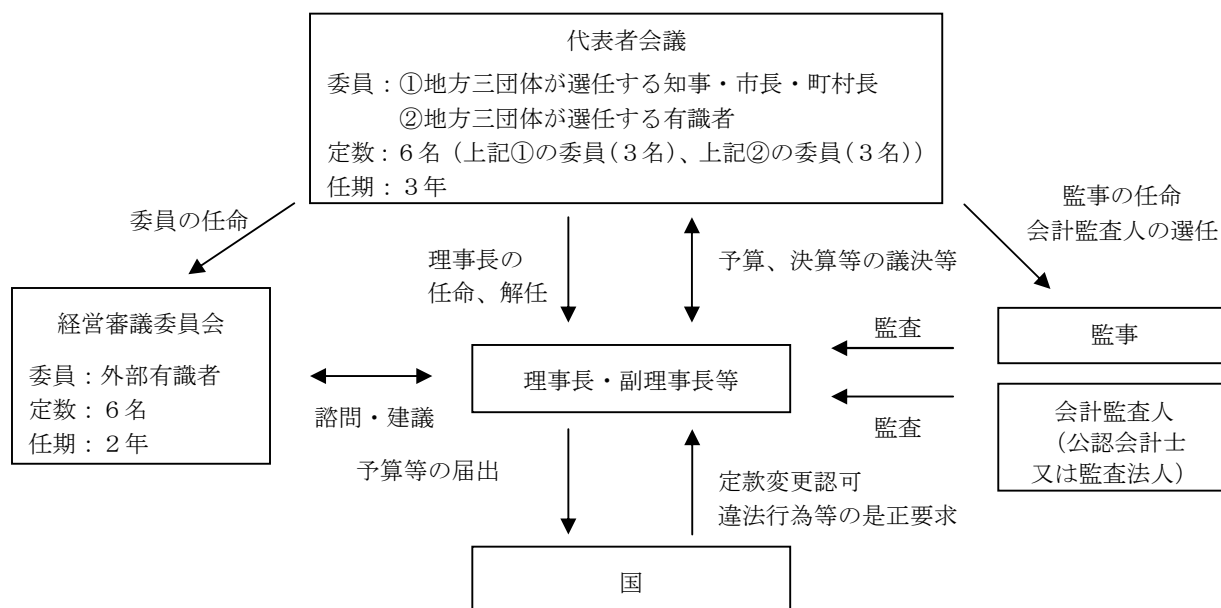 代表者会議
委員：①地方三団体が選任する知事・市長・町村長
②地方三団体が選任する有識者
定数：６名（上記①の委員（３名）、上記②の委員（３名））
任期：３年
委員の任命
監事の任命
会計監査人の選任
理事長の
任命、解任
予算、決算等の議決等
経営審議委員会
委員：外部有識者
定数：６名
任期：２年
諮問・建議
理事長・副理事長等
監査
監査
監事
会計監査人
（公認会計士
又は監査法人）
予算等の届出
定款変更認可
違法行為等の是正要求
国